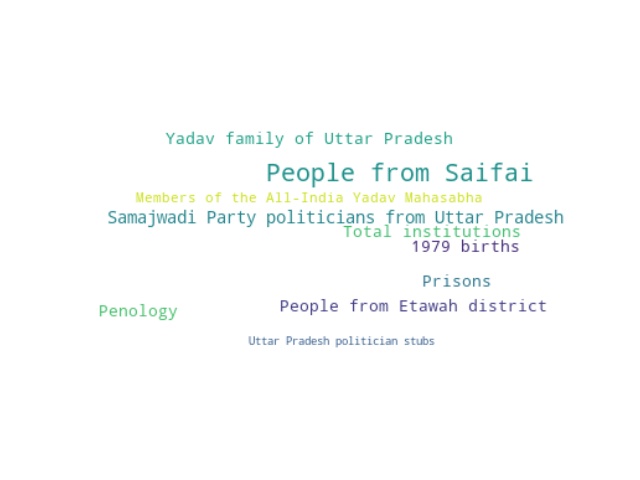 Yadav family of Uttar Pradesh
People from Saifai
Members of the All-India Yadav Mahasabha
Samajwadi Party politicians from Uttar Pradesh
Total institutions
1979 births
Prisons
People from Etawah district
Penology
Uttar Pradesh politician stubs